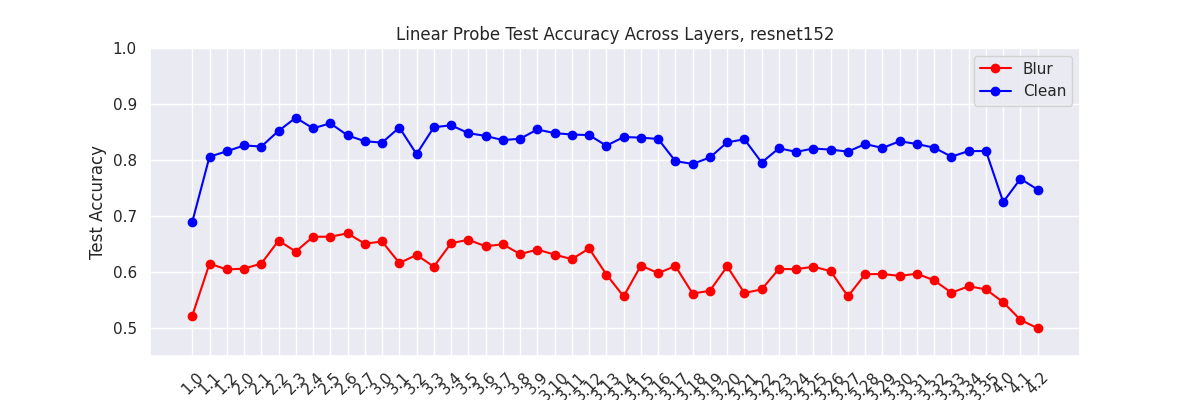 Linear Probe Test Accuracy Across Layers, resnet152
1.0
0.9
0.8
0.7
0.6
0.5
Test Accuracy
Blur
Clean
1.0 1.1 1.2 2.0 2.1 2.2 2.3 2.4 2.5 2.6 2.7 3.0 3.1 3.2 3.3 3.4 3.5 3.6 3.7 3.8 3.9 3.10 3.11 3.12 3.13 3.14 3.15 3.16 3.17 3.18 3.19 3.20 3.21 3.22 3.23 3.24 3.25 3.26 3.27 3.28 3.29 3.30 3.31 3.32 3.33 3.34 3.35 4.0 4.1 4.2